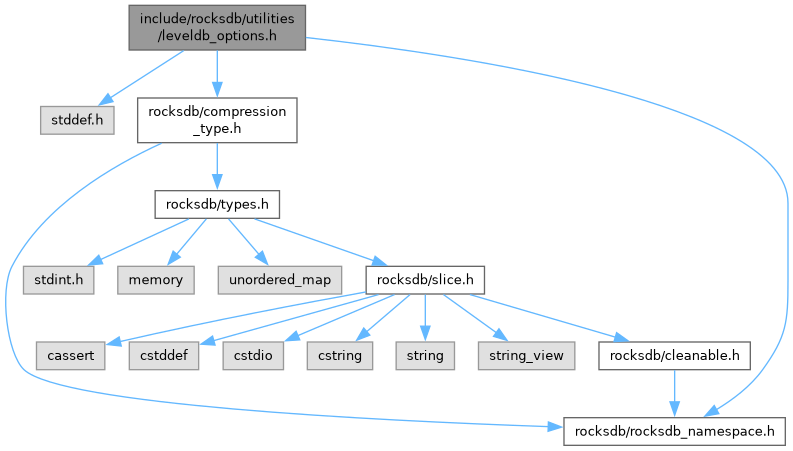 include/rocksdb/utilities
/leveldb_options.h
stddef.h
rocksdb/compression
_type.h
rocksdb/types.h
stdint.h
memory
unordered_map
rocksdb/slice.h
cassert
cstddef
cstdio
cstring
string
string_view
rocksdb/cleanable.h
rocksdb/rocksdb_namespace.h